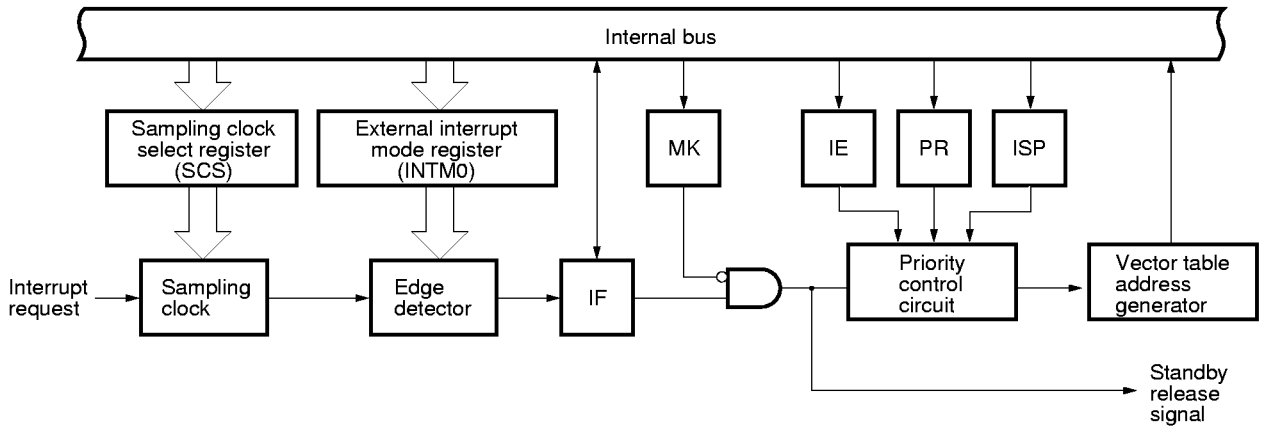 Internal bus
Sampling clock
select register
(SCS)
External interrupt
mode register
(INTM0)
MK
IE
PR
ISP
Interrupt
request
Sampling
clock
Edge
detector
IF
Priority
control
circuit
Vector table
address
generator
Standby
release
signal